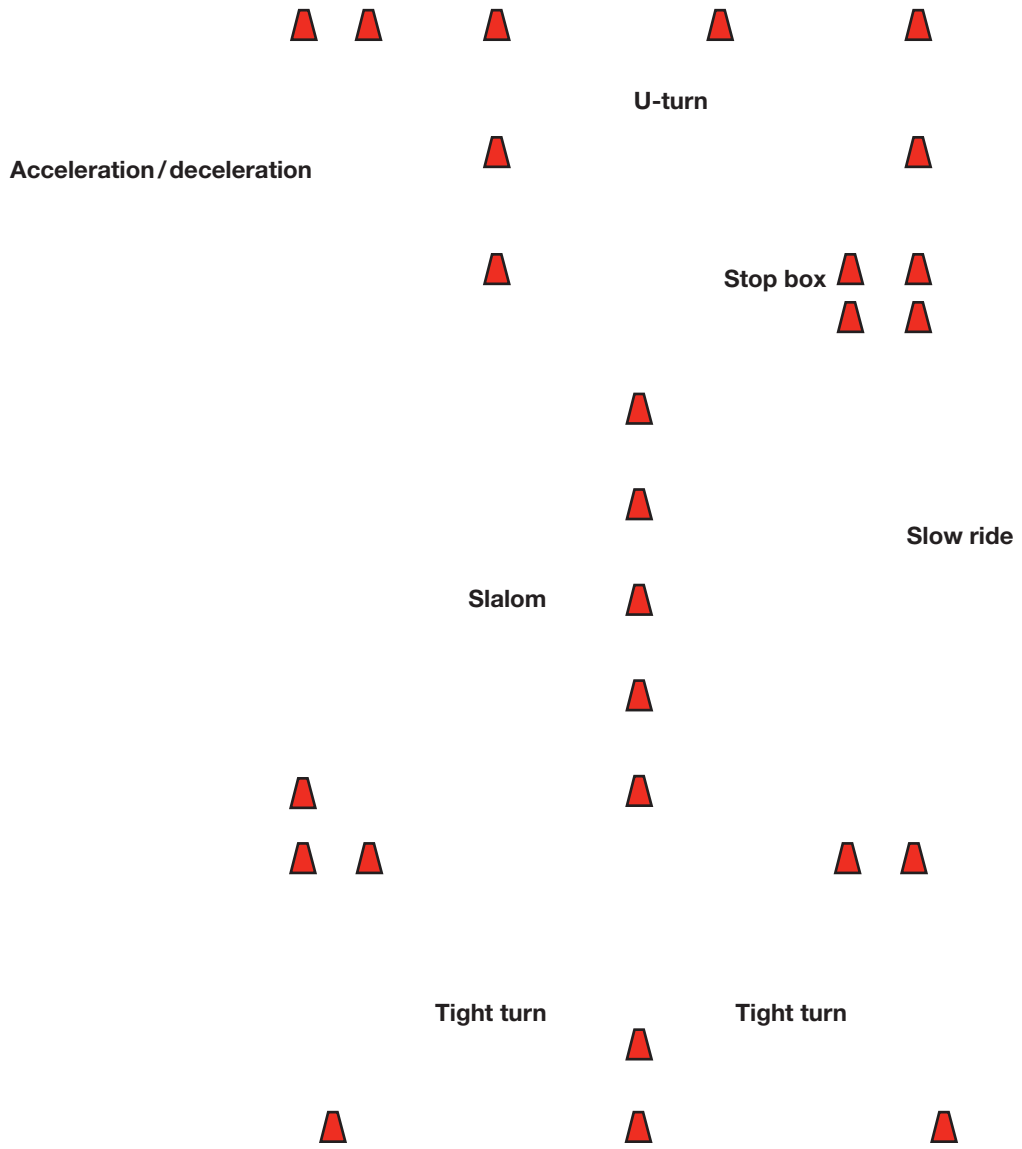 U-turn
Acceleration/deceleration
Stop box
Slow ride
Slalom
Tight turn
Tight turn